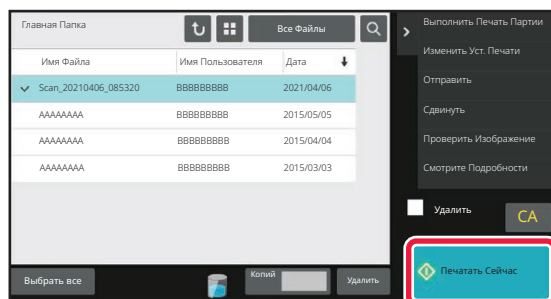 Главная Папка
Все Файлы
Имя Файла Имя Пользователя Дата
Scan_20210406_085320 BBBBBBBBB 2021/04/06
AAAAAAAA BBBBBBBBB 2015/05/05
AAAAAAAA BBBBBBBBB 2015/04/04
AAAAAAAA BBBBBBBBB 2015/03/03
Выбрать все
Копий
Удалить
Выполнить Печать Партии
Изменить Уст. Печати
Отправить
Сдвинуть
Проверить Изображение
Смотрите Подробности
Удалить
CA
Печатать Сейчас